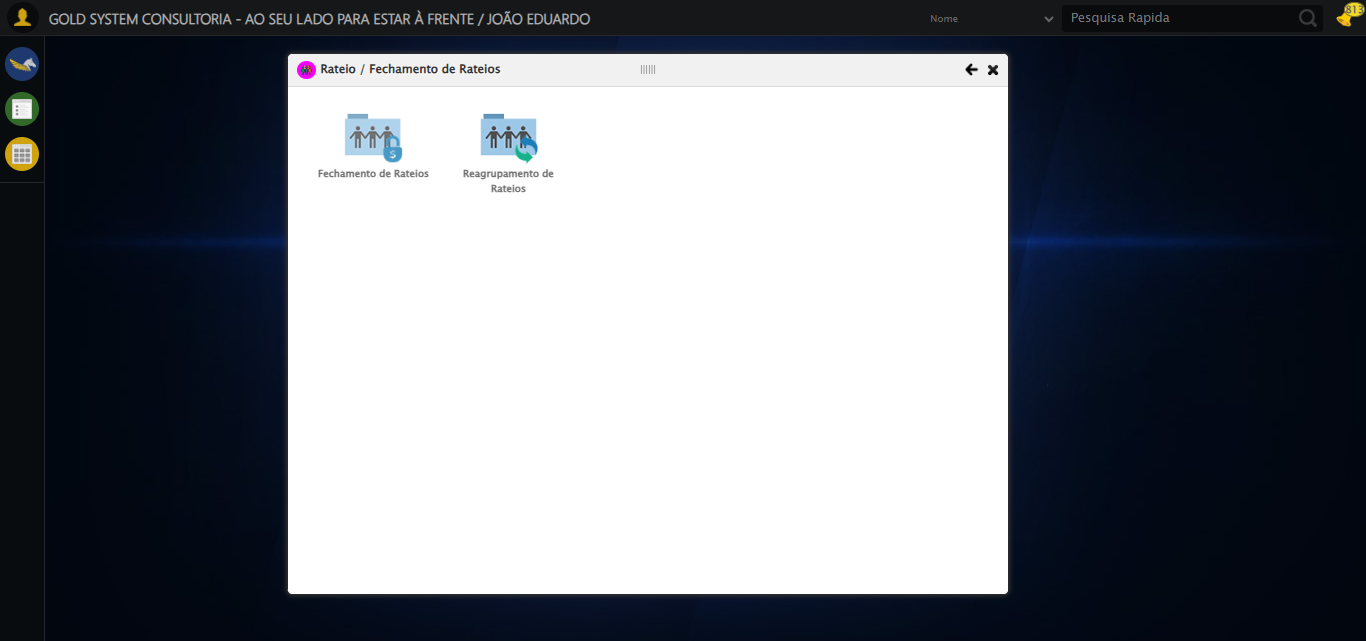 GOLD SYSTEM CONSULTORIA - AO SEU LADO PARA ESTAR À FRENTE / JOÃO EDUARDO
Nome
Pesquisa Rapida
813
Rateio / Fechamento de Rateios
Fechamento de Rateios
Reagrupamento de
Rateios